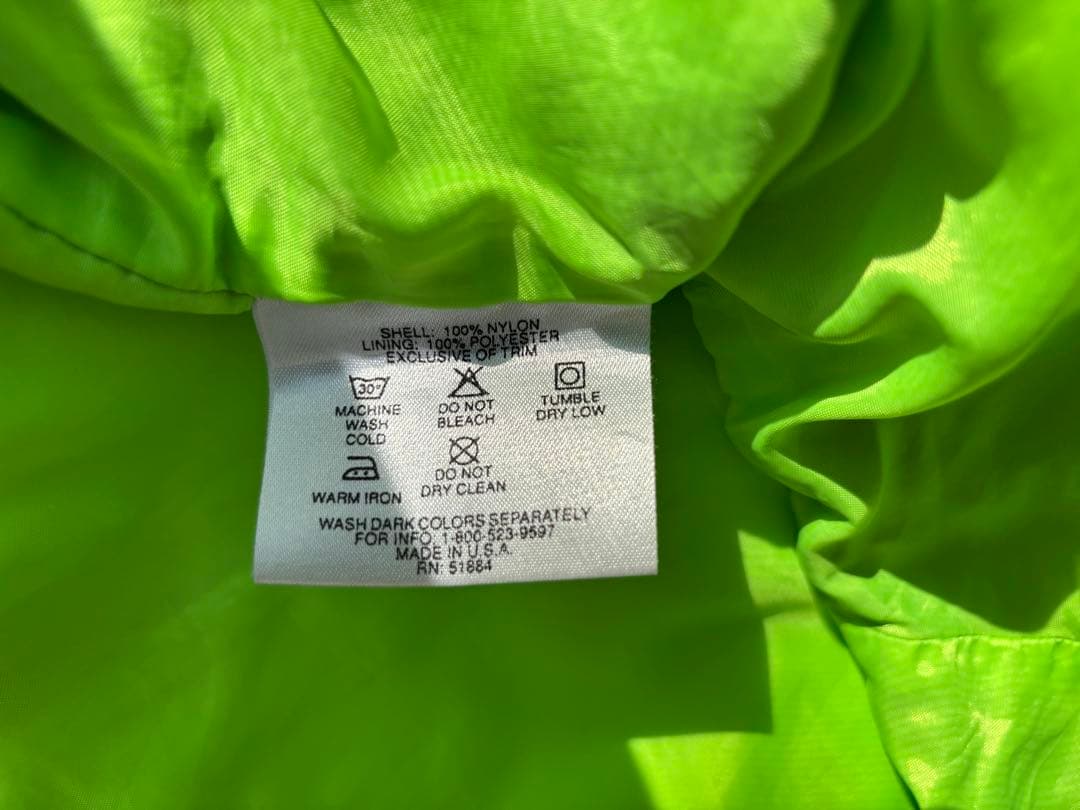 SHELL: 100% NYLON
LINING: 100% POLYESTER
EXCLUSIVE OF TRIM
30°
MACHINE
WASH
COLD
DO NOT
BLEACH
TUMBLE
DRY LOW
WARM IRON
DO NOT
DRY CLEAN
WASH DARK COLORS SEPARATELY
FOR INFO. 1-800-523-9597
MADE IN U.S.A.
RN: 51884